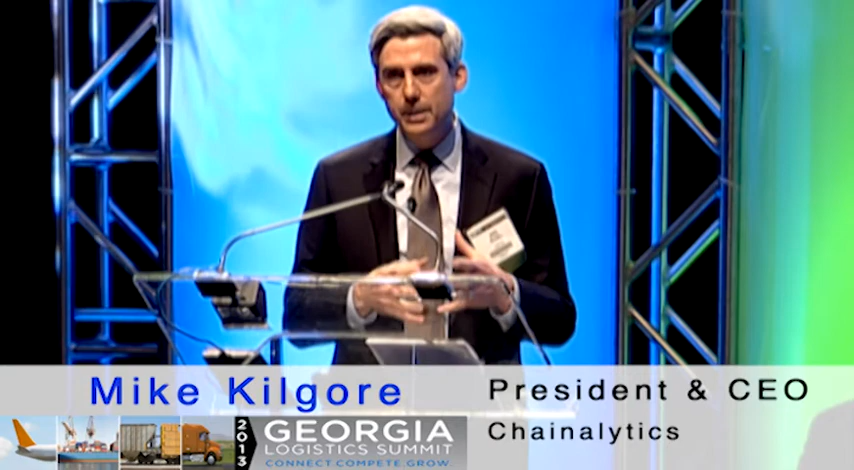 Mike Kilgore
President & CEO
Chainalytics
2013
GEORGIA
LOGISTICS SUMMIT
CONNECT.COMPETE.GROW